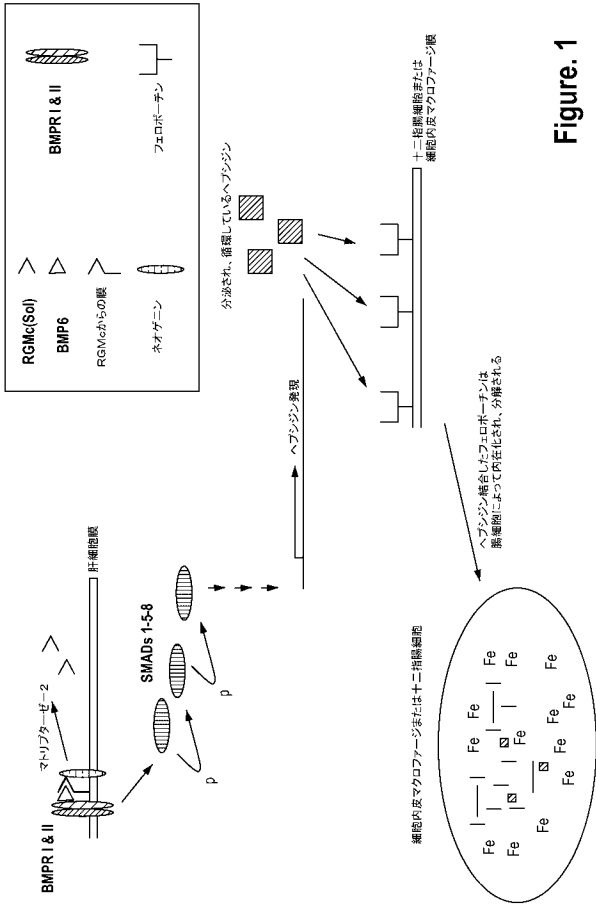 BMPR I & II
マトリプターゼー2
肝細胞膜
SMADs 1-5-8
p
p
ヘプシジン発現
RGMc(Sol)
BMP6
RGMcからの膜
ネオゲニン
BMPR I & II
フェロポーチン
分泌され、循環しているヘプシジン
十二指腸細胞または
細胞内皮マクロファージ膜
ヘプシジン結合したフェロポーチンは
腸細胞によって内在化され、分解される
細胞内皮マクロファージまたは十二指腸細胞
Fe
Fe
Fe
Fe
Fe
Fe
Fe
Fe
Fe
Fe
Fe
Fe
Fe
Figure. 1